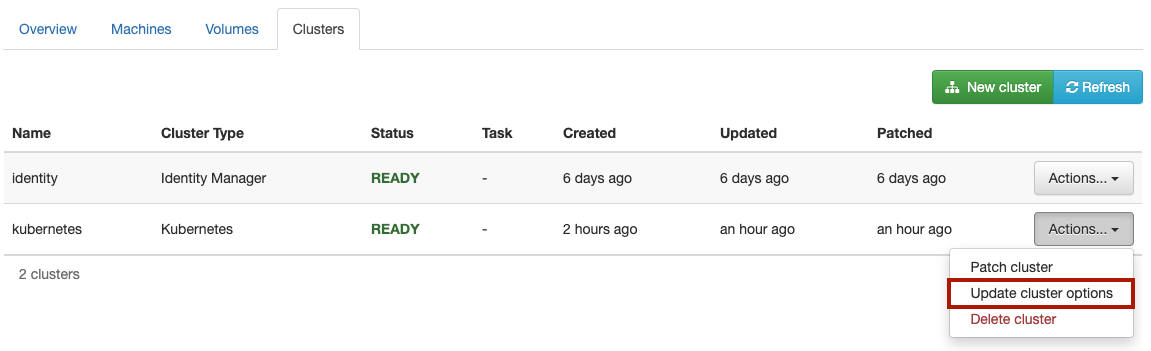 Overview Machines Volumes Clusters
New cluster Refresh
Name Cluster Type Status Task Created Updated Patched
identity Identity Manager READY - 6 days ago 6 days ago 6 days ago Actions...
kubernetes Kubernetes READY - 2 hours ago an hour ago an hour ago Actions...
2 clusters
Patch cluster
Update cluster options
Delete cluster